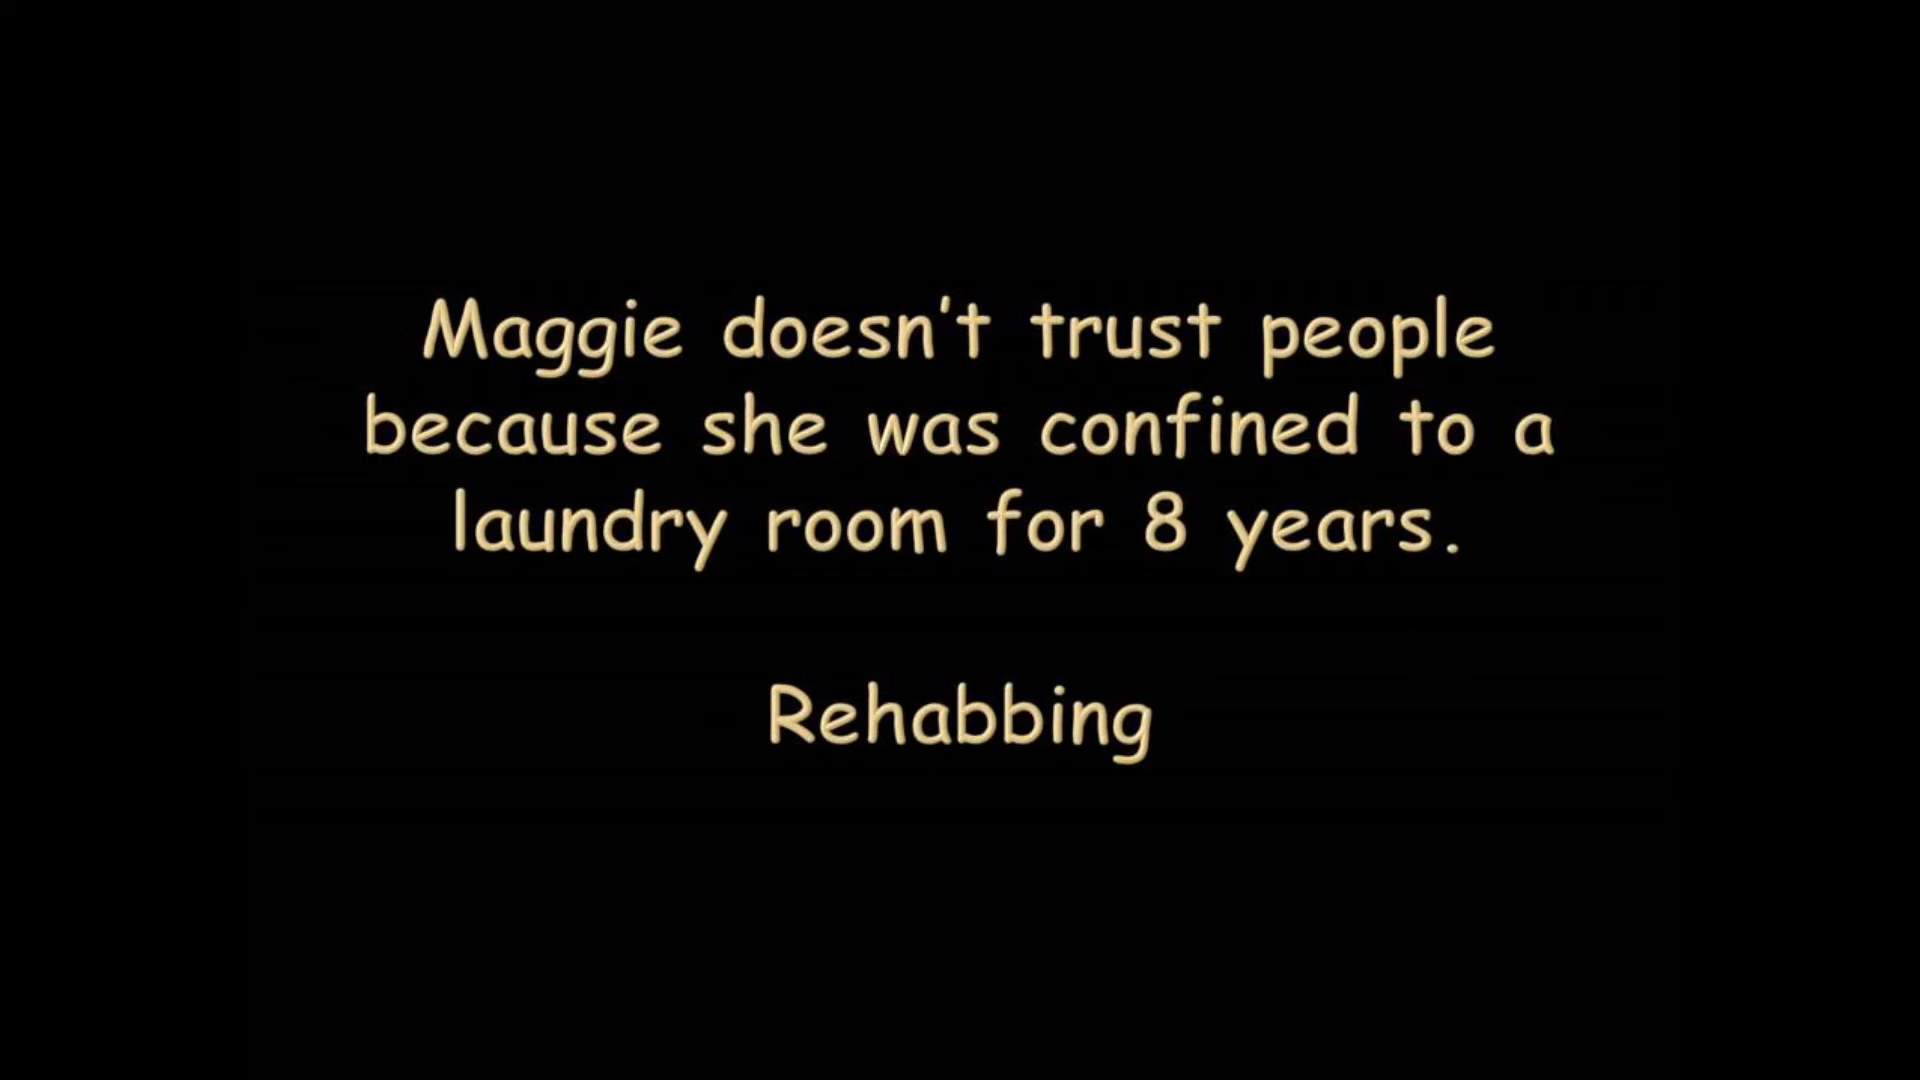 Maggie doesn't trust people
because she was confined to a
laundry room for 8 years.
Rehabbing